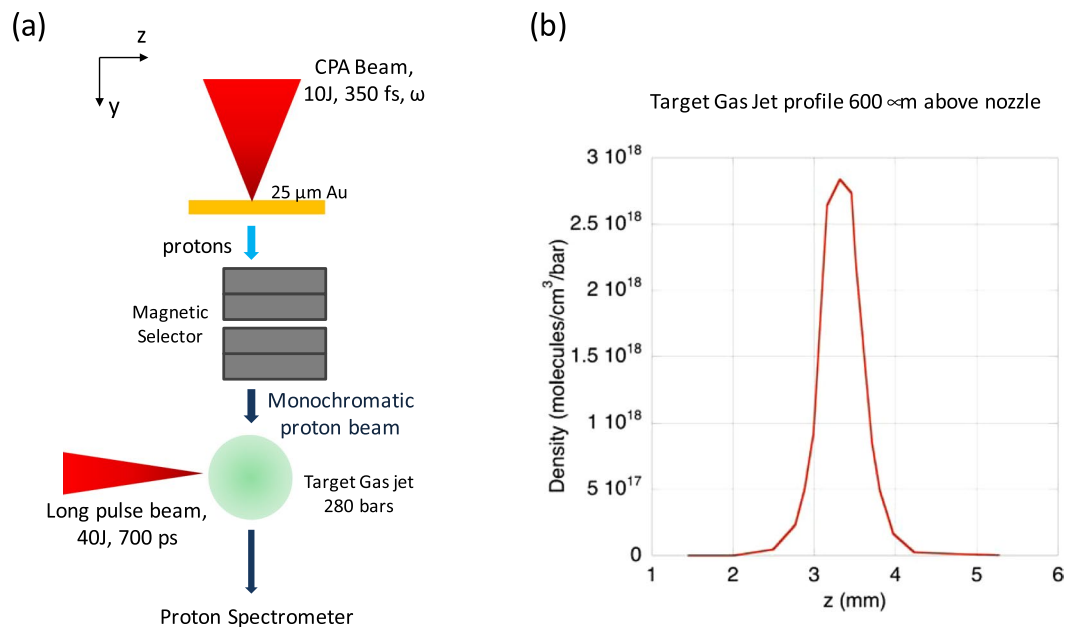 (a)
z
y
CPA Beam,
10J, 350 fs, ω
25 µm Au
protons
Magnetic
Selector
Monochromatic
proton beam
Target Gas jet
280 bars
Long pulse beam,
40J, 700 ps
Proton Spectrometer
(b)
Target Gas Jet profile 600 ∝m above nozzle
Density (molecules/cm³/bar)
3 10¹⁸
2.5 10¹⁸
2 10¹⁸
1.5 10¹⁸
1 10¹⁸
5 10¹⁷
0
1 2 3 4 5 6
z (mm)